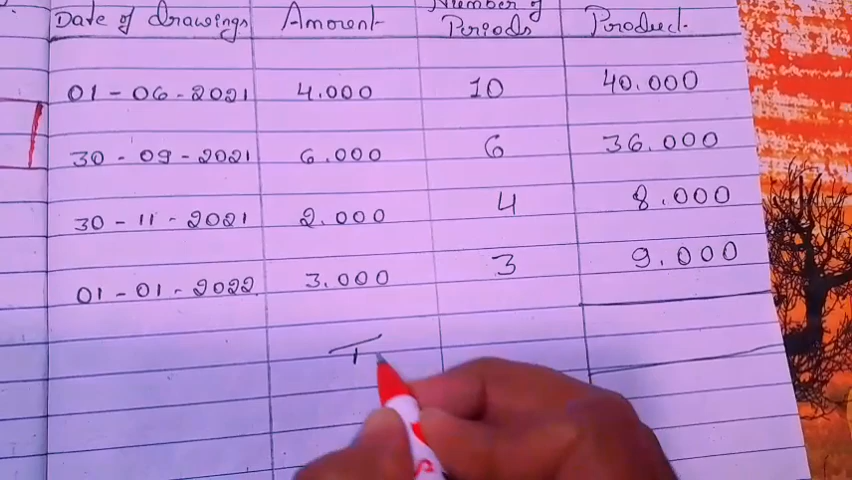 Date of drawings Amount Number of Periods Product
01-06-2021 4.000 10 40.000
30-09-2021 6.000 6 36.000
30-11-2021 2.000 4 8.000
01-01-2022 3.000 3 9.000
T